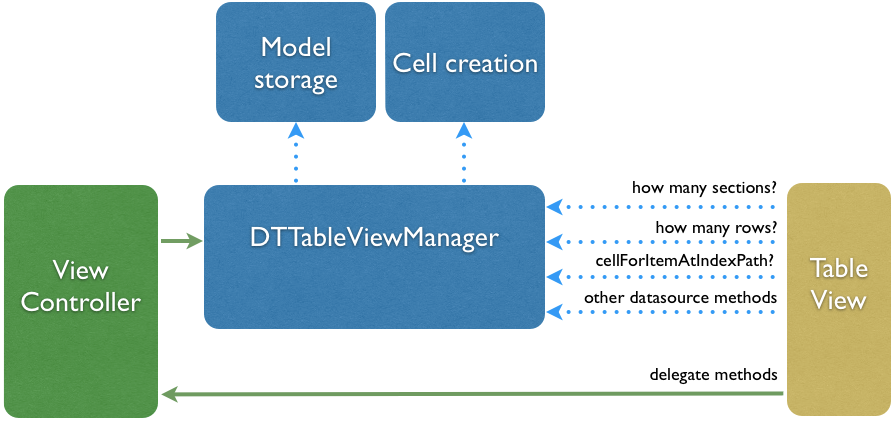 Model
storage
Cell creation
how many sections?
DTTableViewManager
how many rows?
cellForItemAtIndexPath?
other datasource methods
View
Controller
Table
View
delegate methods